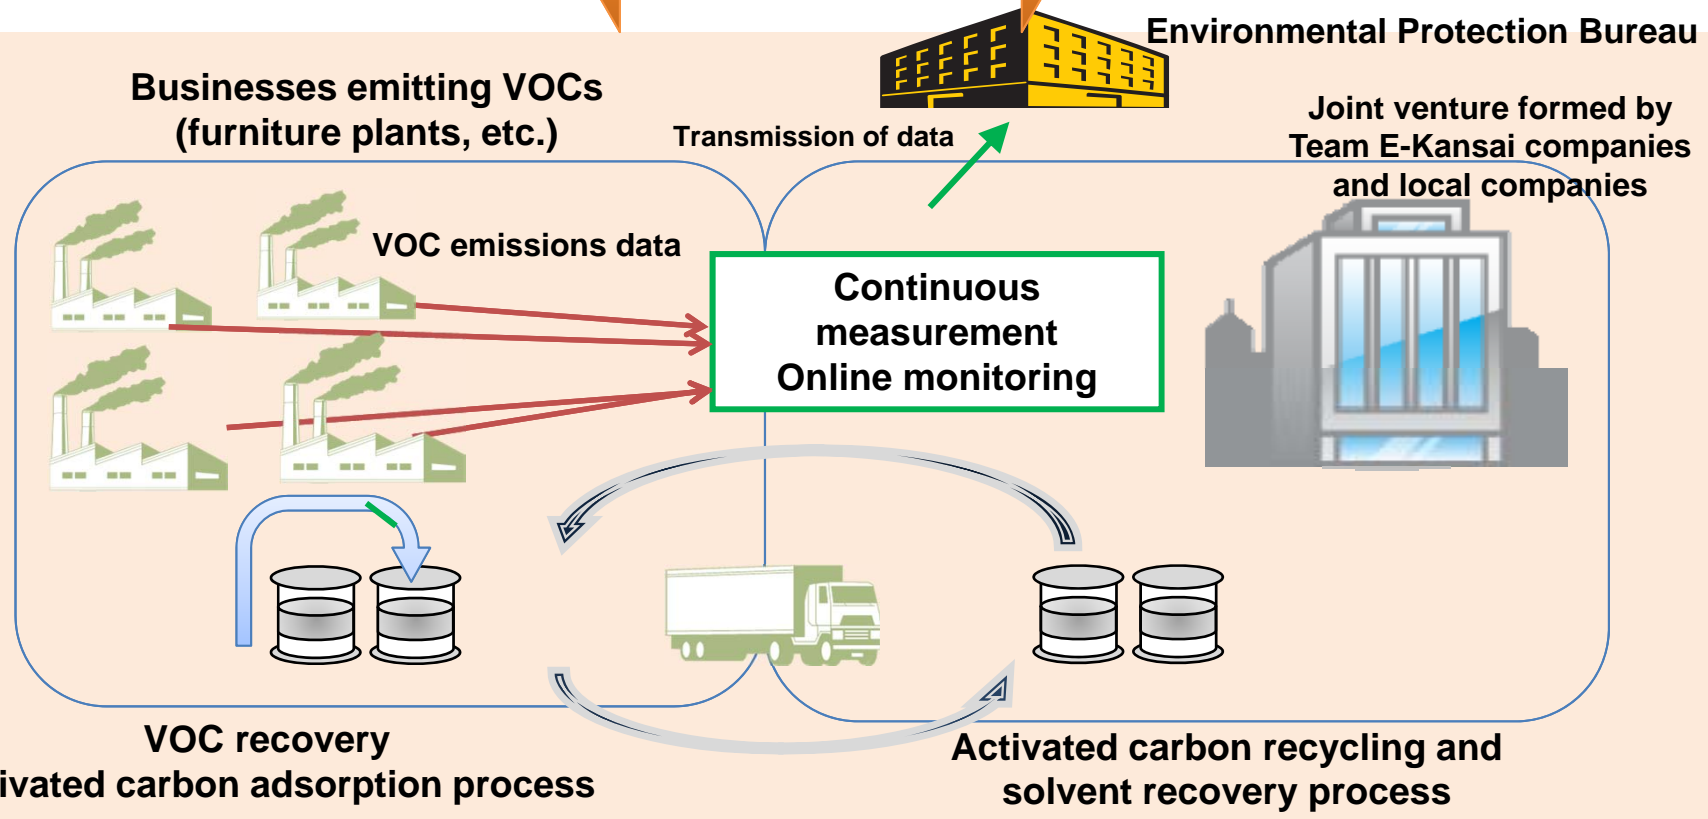 Environmental Protection Bureau
Businesses emitting VOCs
(furniture plants, etc.)
Transmission of data
Joint venture formed by
Team E-Kansai companies
and local companies
VOC emissions data
Continuous
measurement
Online monitoring
VOC recovery
carbon adsorption process
Activated carbon recycling and
solvent recovery process